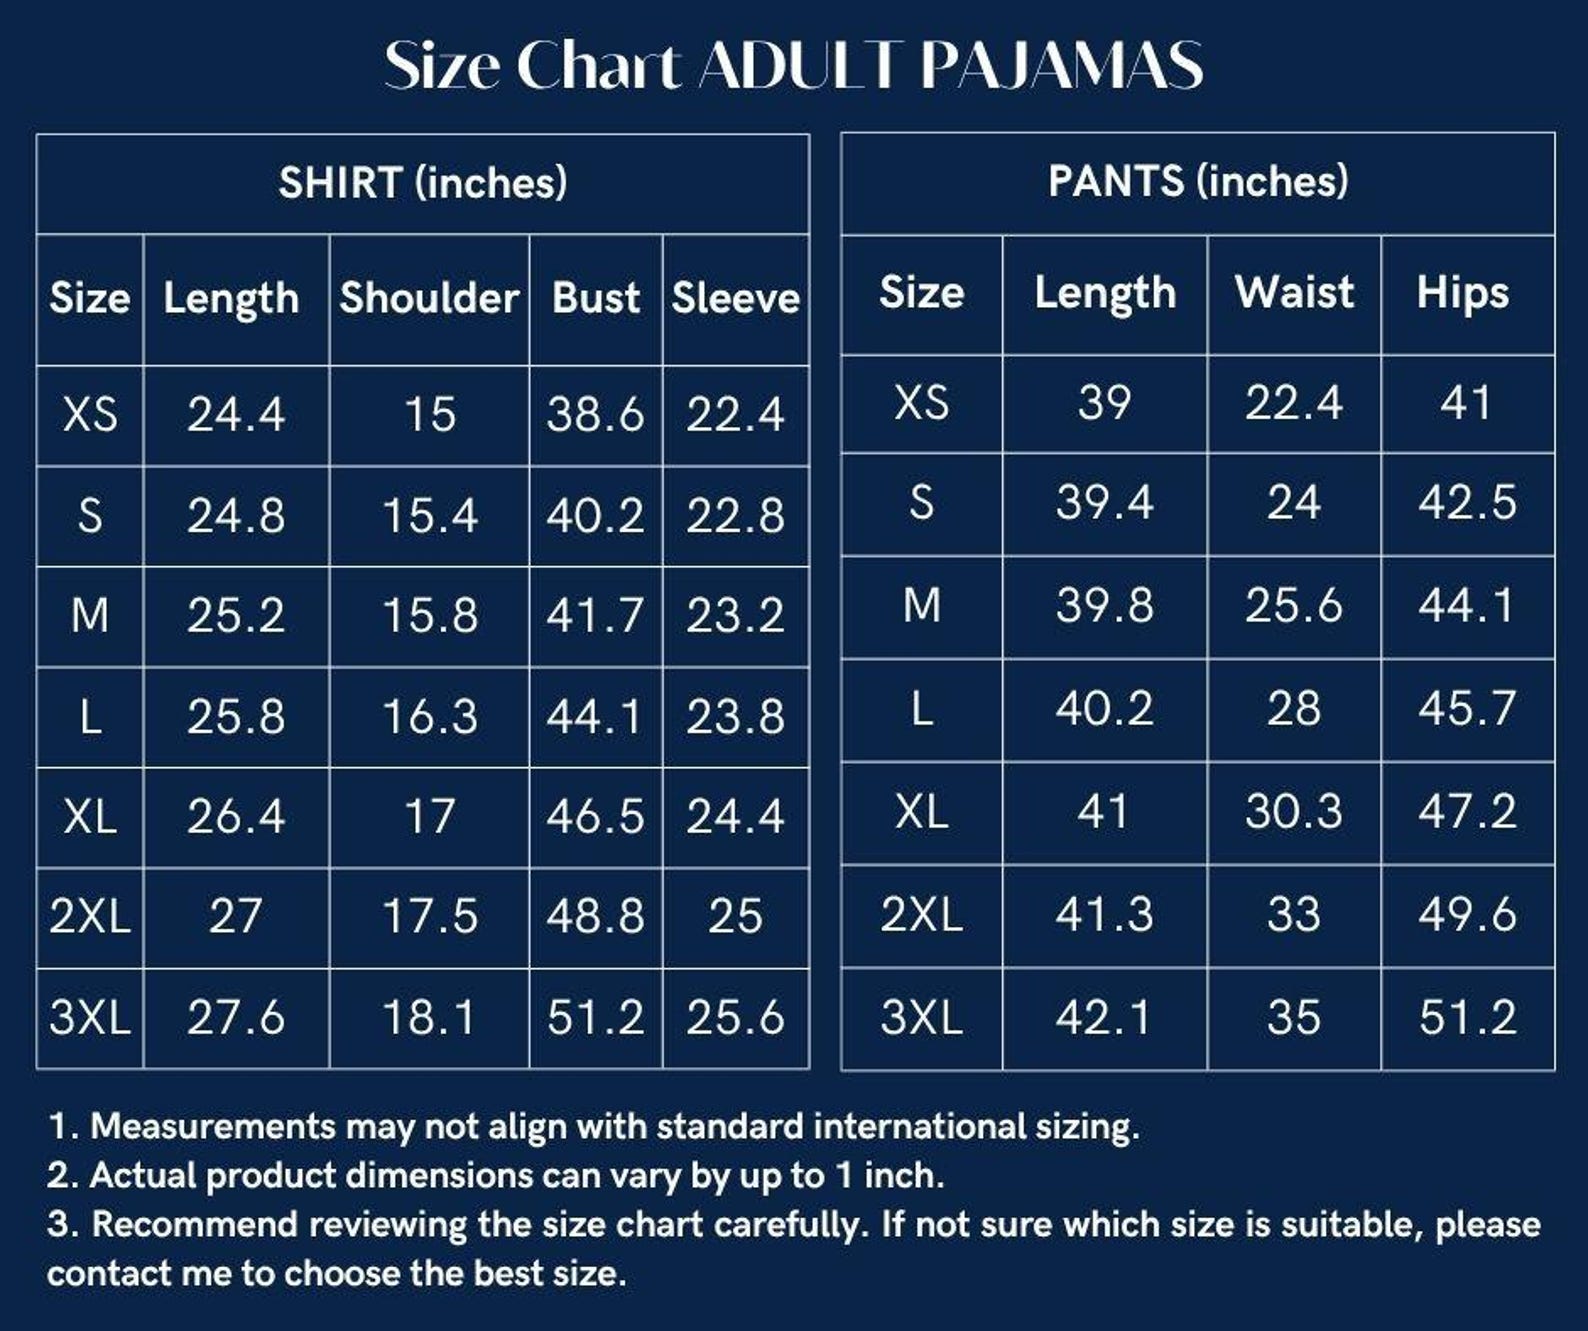 Size Chart ADULT PAJAMAS
SHIRT (inches)
Size Length Shoulder Bust Sleeve
XS 24.4 15 38.6 22.4
S 24.8 15.4 40.2 22.8
M 25.2 15.8 41.7 23.2
L 25.8 16.3 44.1 23.8
XL 26.4 17 46.5 24.4
2XL 27 17.5 48.8 25
3XL 27.6 18.1 51.2 25.6
PANTS (inches)
Size Length Waist Hips
XS 39 22.4 41
S 39.4 24 42.5
M 39.8 25.6 44.1
L 40.2 28 45.7
XL 41 30.3 47.2
2XL 41.3 33 49.6
3XL 42.1 35 51.2
1. Measurements may not align with standard international sizing.
2. Actual product dimensions can vary by up to 1 inch.
3. Recommend reviewing the size chart carefully. If not sure which size is suitable, please
contact me to choose the best size.